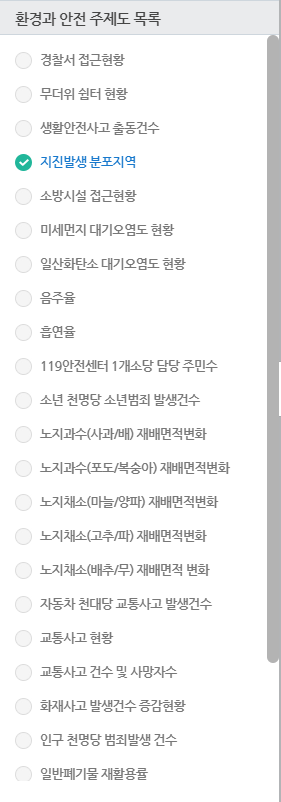 환경과 안전 주제도 목록
경찰서 접근현황
무더위 쉼터 현황
생활안전사고 출동건수
지진발생 분포지역
소방시설 접근현황
미세먼지 대기오염도 현황
일산화탄소 대기오염도 현황
음주율
흡연율
119안전센터 1개소당 담당 주민수
소년 천명당 소년범죄 발생건수
노지과수(사과/배) 재배면적변화
노지과수(포도/복숭아) 재배면적변화
노지채소(마늘/양파) 재배면적변화
노지채소(고추/파) 재배면적변화
노지채소(배추/무) 재배면적 변화
자동차 천대당 교통사고 발생건수
교통사고 현황
교통사고 건수 및 사망자수
화재사고 발생건수 증감현황
인구 천명당 범죄발생 건수
일반폐기물 재활용률